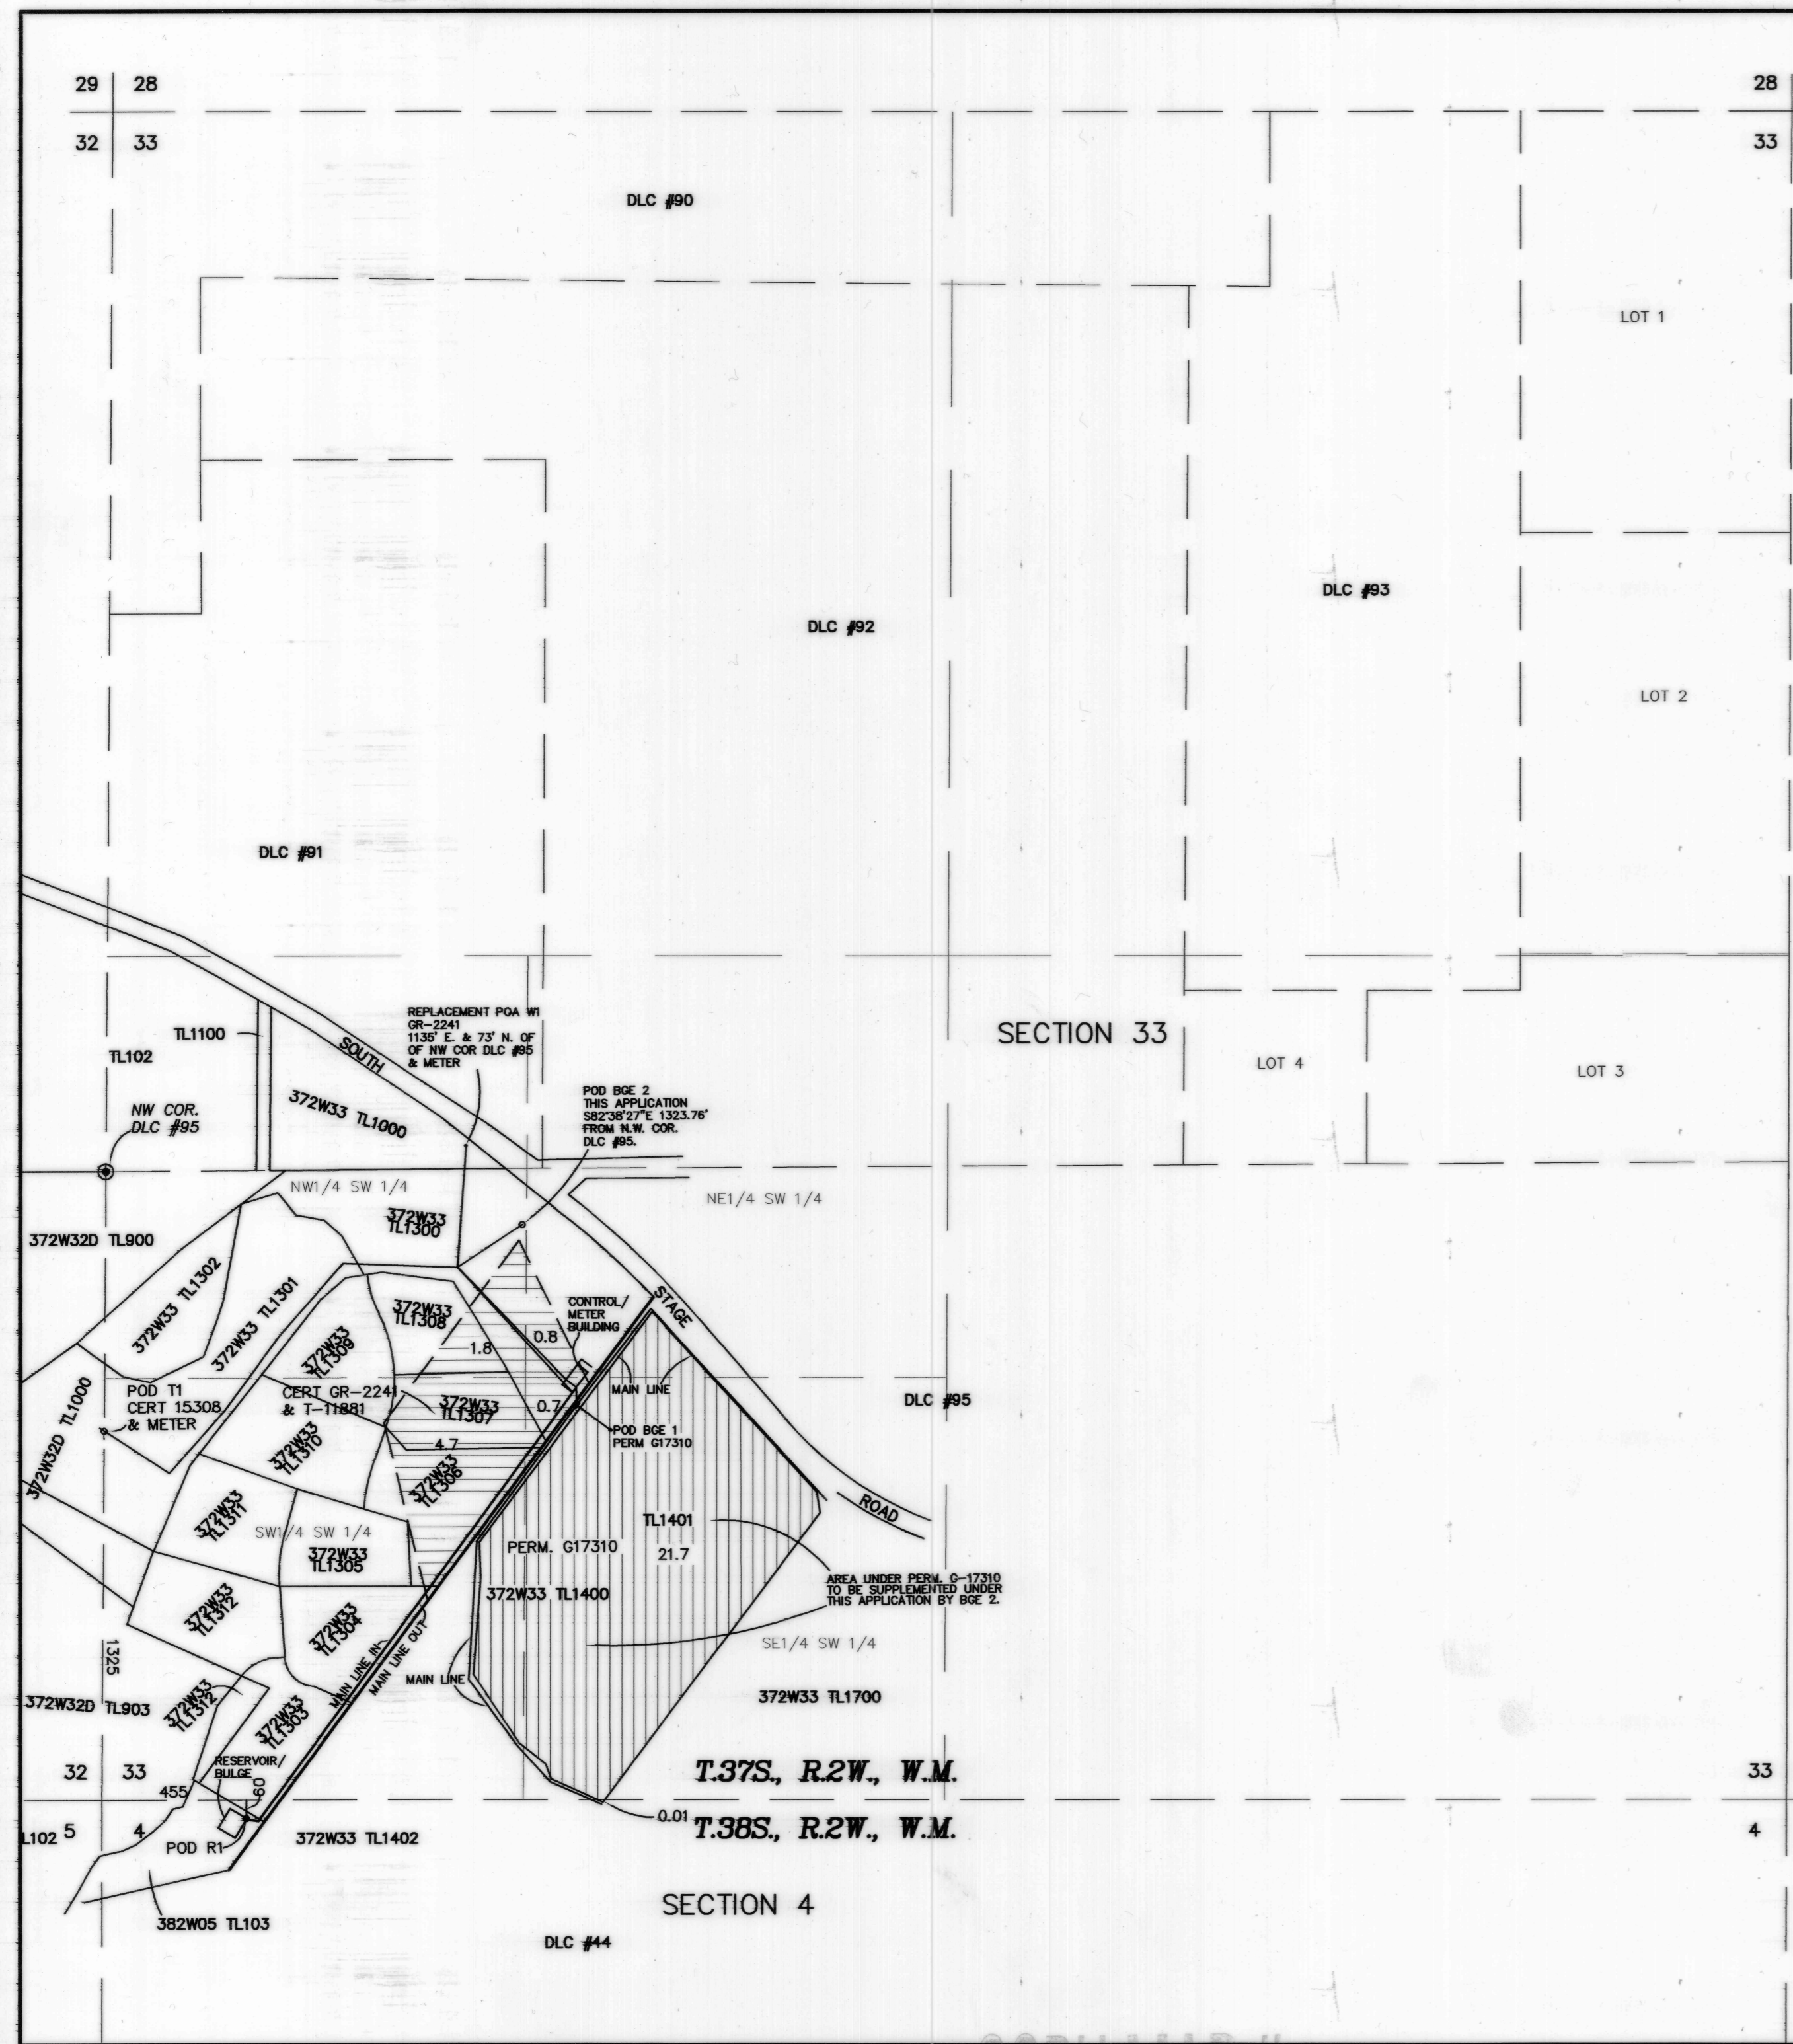 29 28
28
32 33
33
DLC #90
LOT 1
DLC #93
DLC #92
LOT 2
DLC #91
REPLACEMENT POA W1
GR-2241
1135' E. & 73' N. OF
OF NW COR DLC #95
& METER
TL1100
TL102
SOUTH
SECTION 33
LOT 4
LOT 3
372W33 TL1000
NW COR.
DLC #95
POD BGE 2
THIS APPLICATION
S82°38'27"E 1323.76'
FROM N.W. COR.
DLC #95.
NW1/4 SW 1/4
NE1/4 SW 1/4
372W33
TL1300
372W32D TL900
372W33 TL1302
372W33 TL1301
372W33
TL1308
CONTROL/
METER
BUILDING
STAGE
0.8
1.8
372W33
TL1309
MAIN LINE
372W32D TL1000
POD T1
CERT 15308
& METER
CERT GR-2241
& T-11881
372W33
TL1307
0.7
DLC #95
POD BGE 1
PERM G17310
4.7
372W33
TL1310
372W33
TL1306
372W33
TL1311
ROAD
SW1/4 SW 1/4
TL1401
21.7
PERM. G17310
372W33
TL1305
372W33 TL1400
AREA UNDER PERM. G-17310
TO BE SUPPLEMENTED UNDER
THIS APPLICATION BY BGE 2.
372W33
TL1312
372W33
TL1304
SE1/4 SW 1/4
1325
MAIN LINE IN
MAIN LINE OUT
MAIN LINE
372W32D TL903
372W33
TL1312
372W33
TL1303
372W33 TL1700
RESERVOIR/
BULGE
32 33
455
60
T.37S., R.2W., W.M.
33
0.01
T.38S., R.2W., W.M.
L102 5 4
4
POD R1
372W33 TL1402
SECTION 4
382W05 TL103
DLC #44